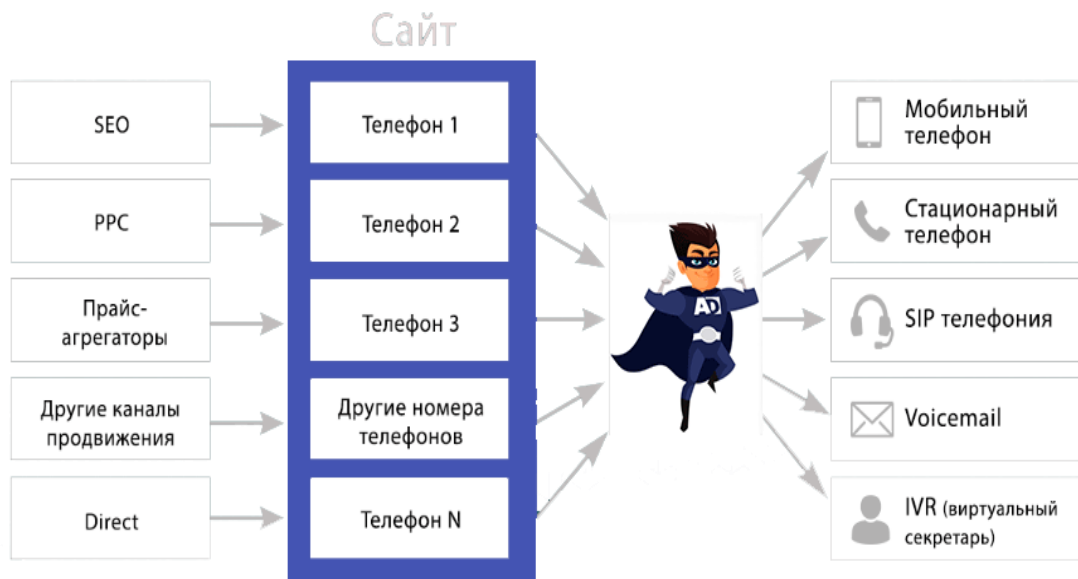 Сайт
SEO
Телефон 1
Мобильный
телефон
PPC
Телефон 2
Стационарный
телефон
Прайс-
агрегаторы
Телефон 3
AD
SIP телефония
Другие каналы
продвижения
Другие номера
телефонов
Voicemail
Direct
Телефон N
IVR (виртуальный
секретарь)